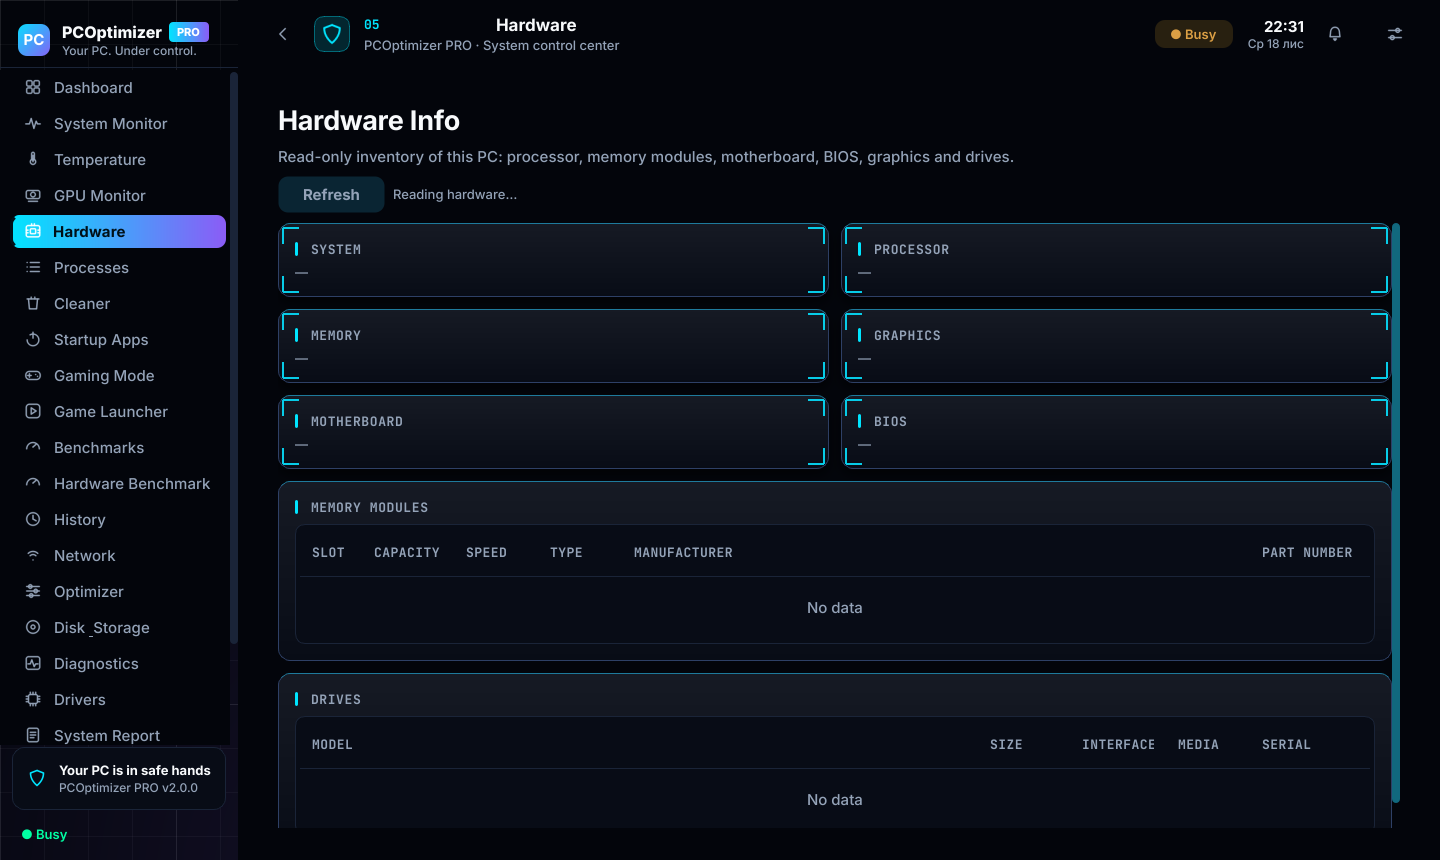 PC
PCOptimizer PRO
Your PC. Under control.
Dashboard
System Monitor
Temperature
GPU Monitor
Hardware
Processes
Cleaner
Startup Apps
Gaming Mode
Game Launcher
Benchmarks
Hardware Benchmark
History
Network
Optimizer
Disk _Storage
Diagnostics
Drivers
System Report
Your PC is in safe hands
PCOptimizer PRO v2.0.0
Busy
05 Hardware
PCOptimizer PRO · System control center
Busy
22:31
Ср 18 лис
Hardware Info
Read-only inventory of this PC: processor, memory modules, motherboard, BIOS, graphics and drives.
Refresh Reading hardware...
SYSTEM
—
PROCESSOR
—
MEMORY
—
GRAPHICS
—
MOTHERBOARD
—
BIOS
—
MEMORY MODULES
SLOT CAPACITY SPEED TYPE MANUFACTURER PART NUMBER
No data
DRIVES
MODEL SIZE INTERFACE MEDIA SERIAL
No data